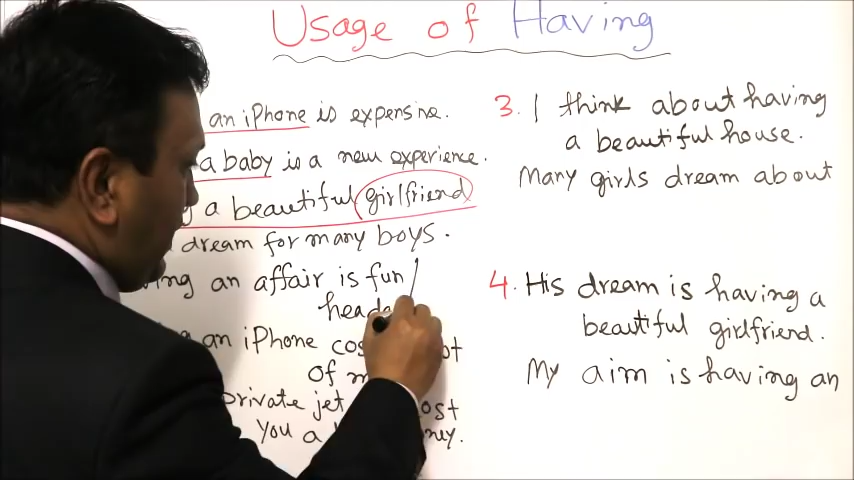 Usage of Having
an iPhone is expensive.
a baby is a new experience.
a beautiful girlfriend
dream for many boys.
an affair is fun /
an iPhone
of
private jet
you a
3. I think about having
a beautiful house.
Many girls dream about
4. His dream is having a
beautiful girlfriend.
My aim is having an